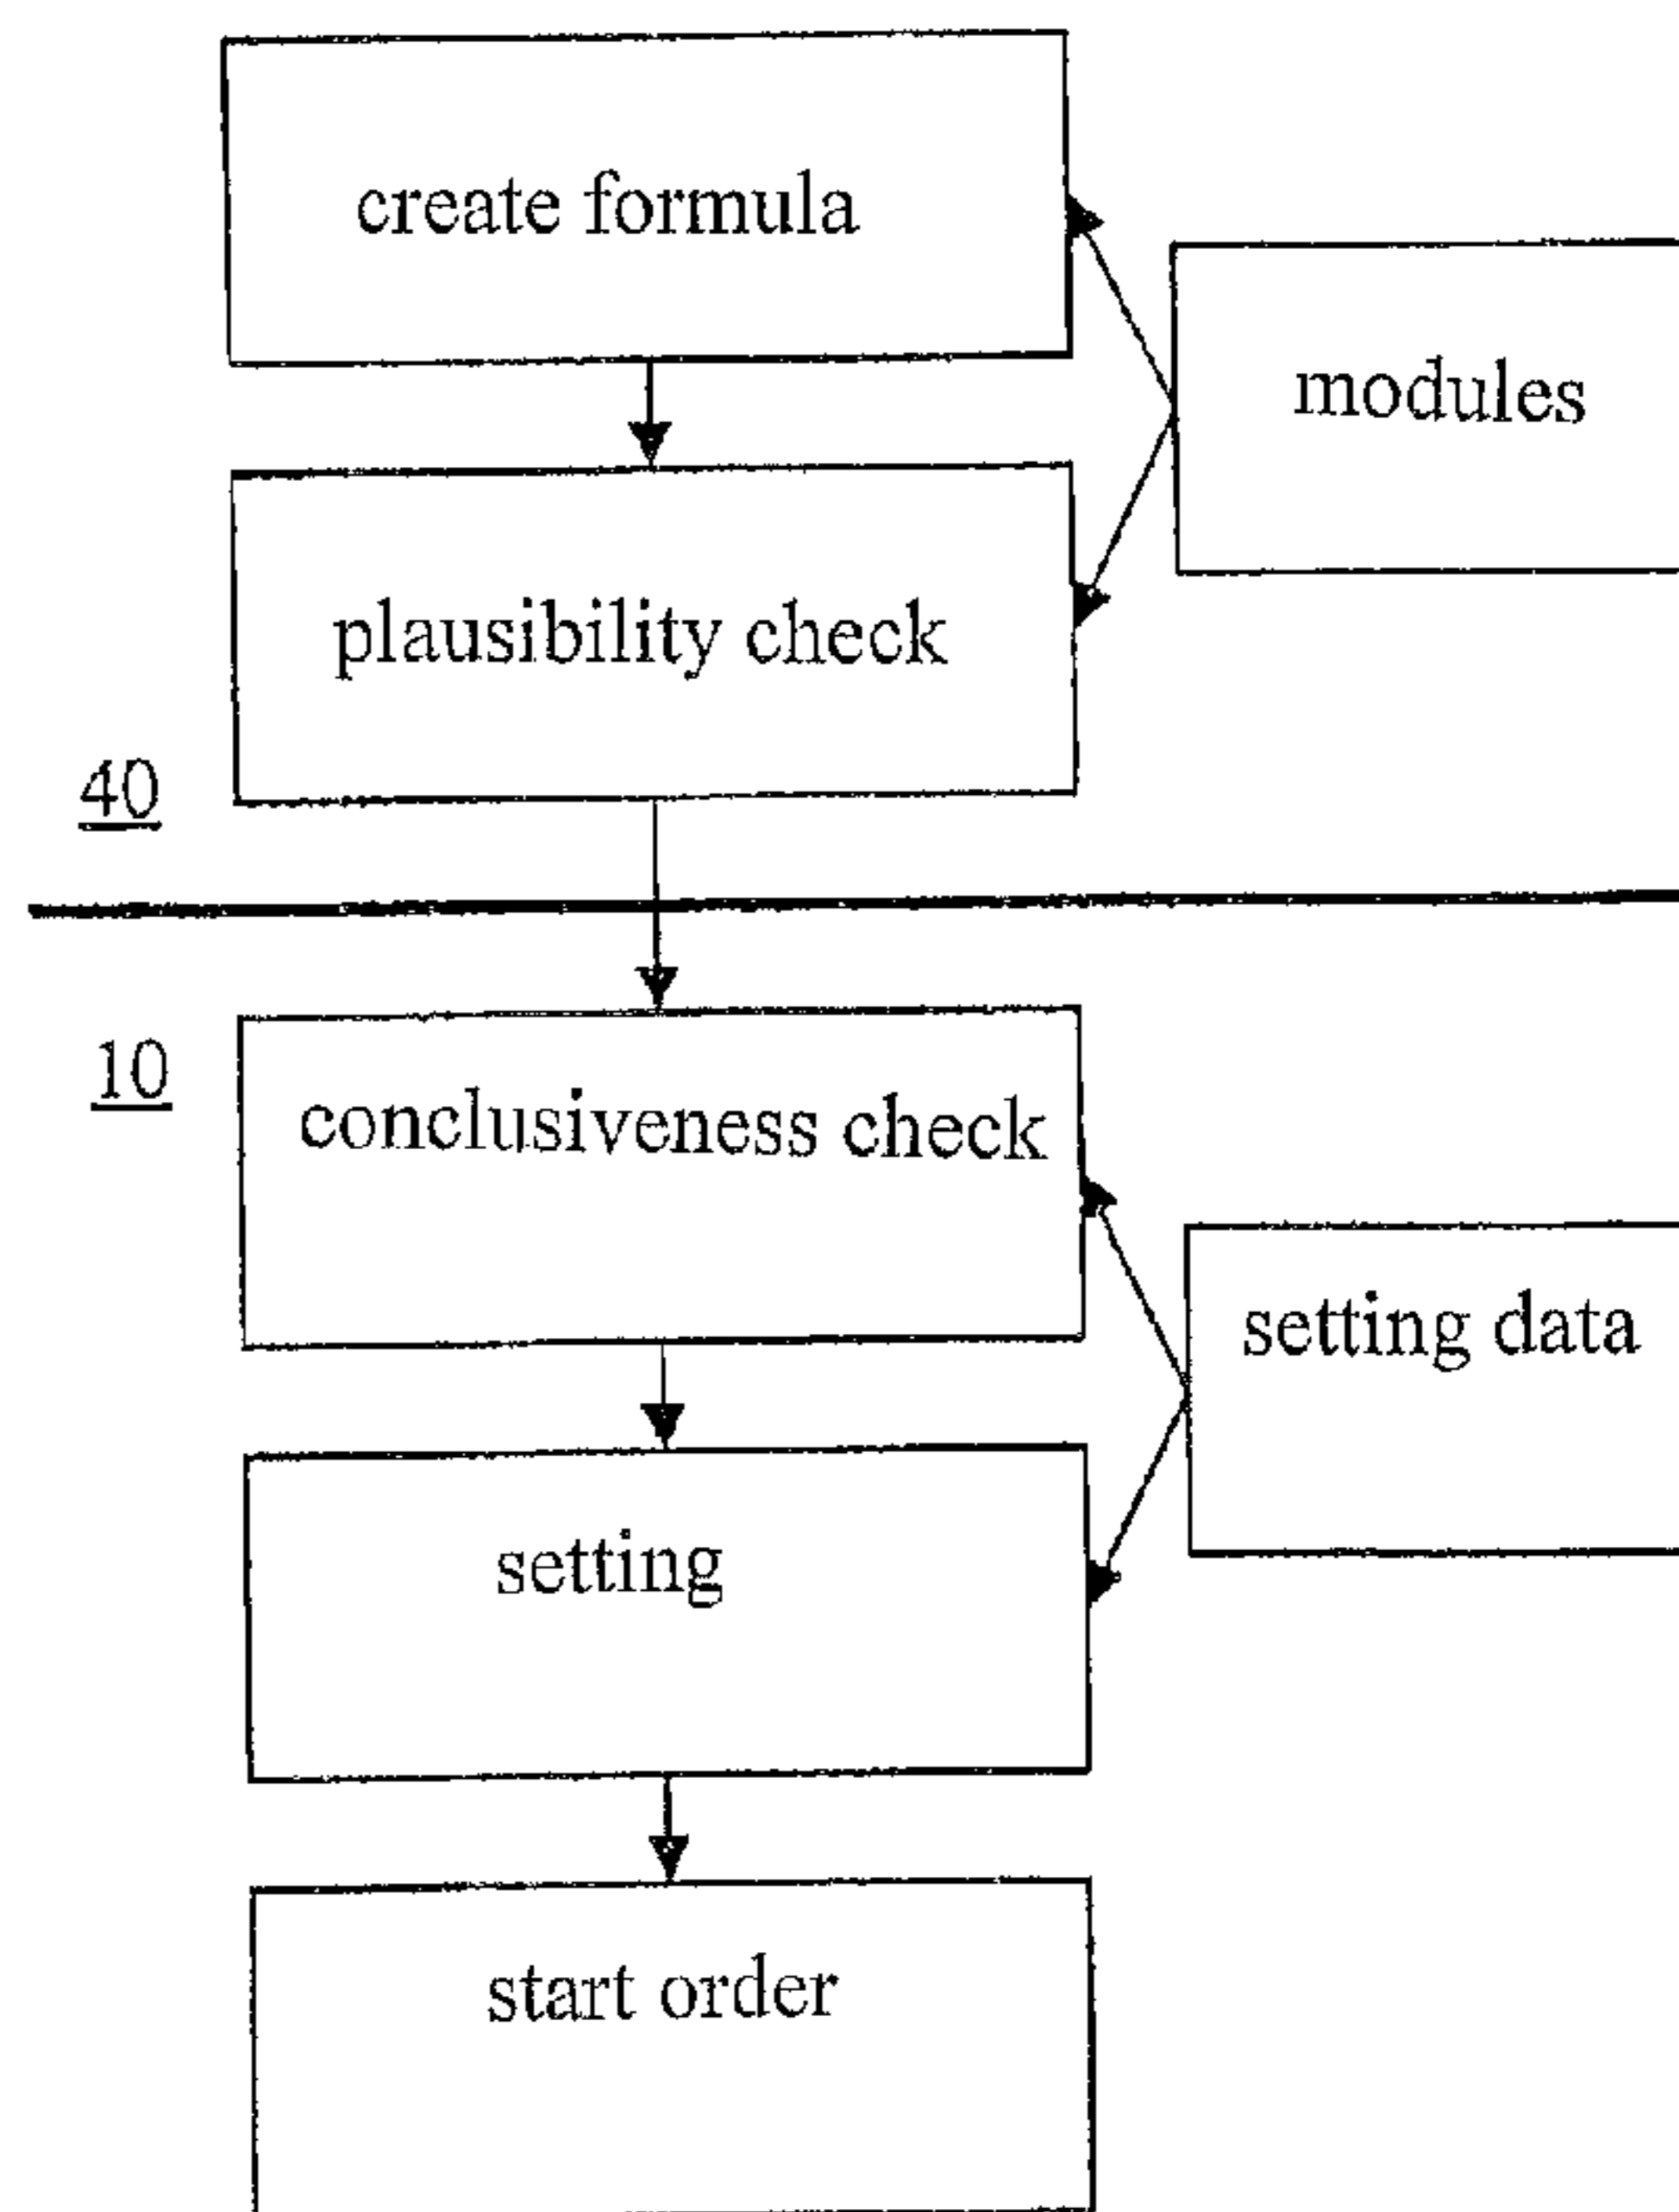 create formula
modules
plausibility check
40
10
conclusiveness check
setting data
setting
start order